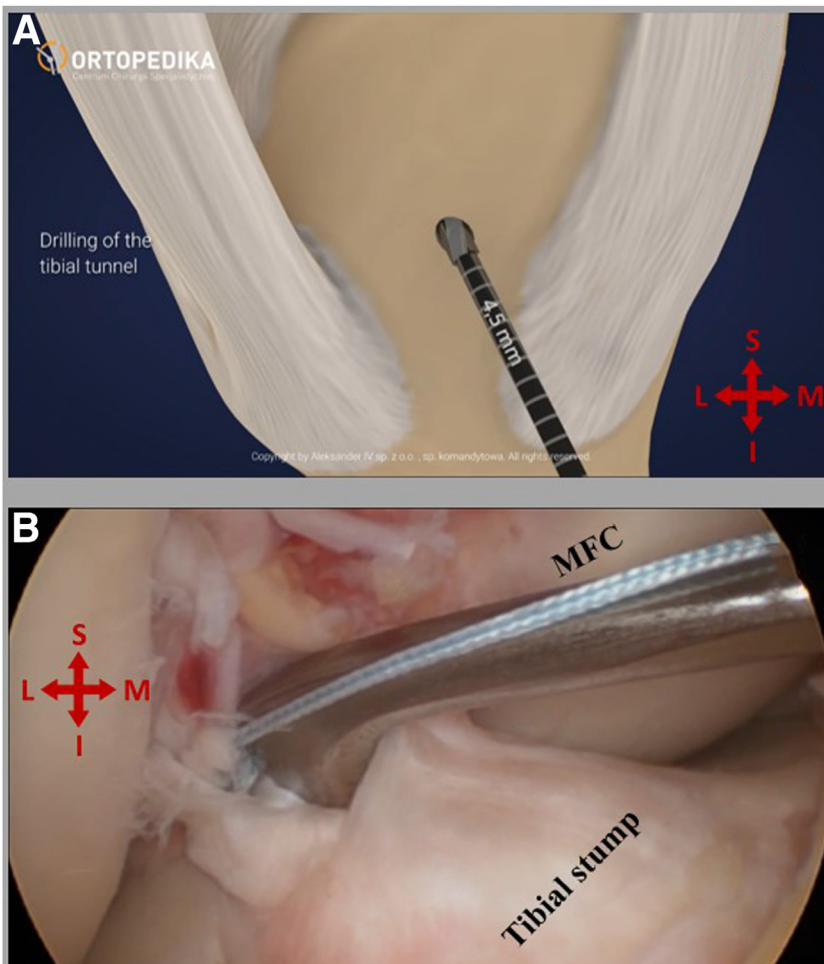 A
ORTOPEDIKA
Centrum Chirurgii Specjalistycznej
Drilling of the
tibial tunnel
4,5 mm
S
L M
I
Copyright by Aleksander IV sp. z o.o. , sp. komandytowa. All rights reserved.
B
MFC
S
L M
I
Tibial stump